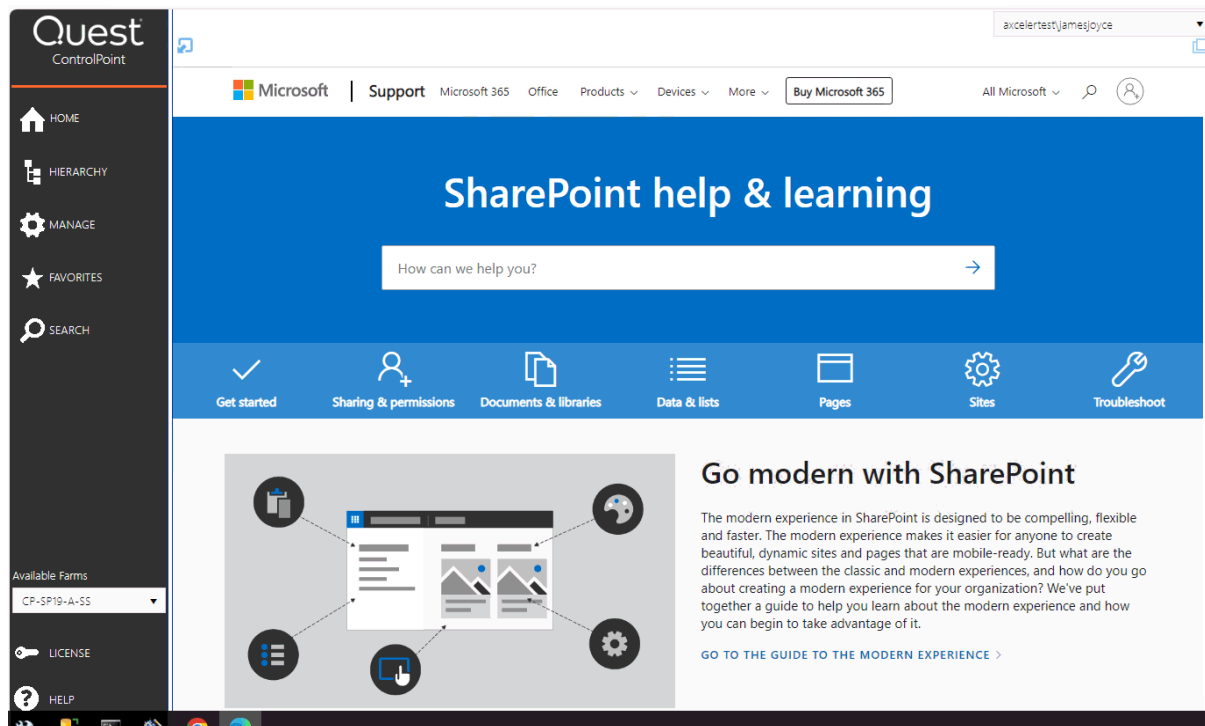 Quest
ControlPoint
HOME
HIERARCHY
MANAGE
FAVORITES
SEARCH
Available Farms
CP-SP19-A-SS
LICENSE
HELP
axcelertest\jamesjoyce
Microsoft | Support Microsoft 365 Office Products Devices More Buy Microsoft 365 All Microsoft
SharePoint help & learning
How can we help you?
Get started Sharing & permissions Documents & libraries Data & lists Pages Sites Troubleshoot
Go modern with SharePoint
The modern experience in SharePoint is designed to be compelling, flexible
and faster. The modern experience makes it easier for anyone to create
beautiful, dynamic sites and pages that are mobile-ready. But what are the
differences between the classic and modern experiences, and how do you go
about creating a modern experience for your organization? We've put
together a guide to help you learn about the modern experience and how
you can begin to take advantage of it.
GO TO THE GUIDE TO THE MODERN EXPERIENCE >